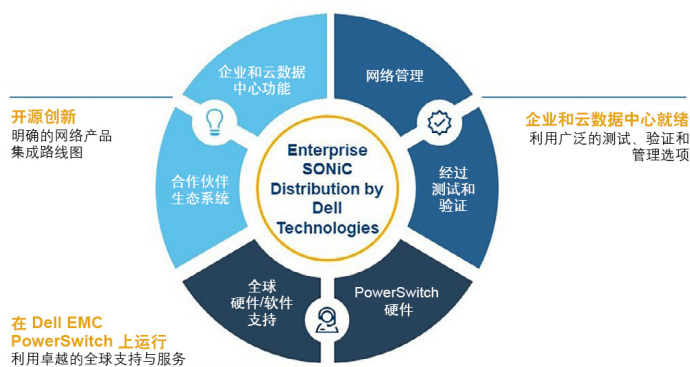 企业和云数据
中心功能
网络管理
开源创新
明确的网络产品
集成路线图
企业和云数据中心就绪
利用广泛的测试、验证和
管理选项
合作伙伴
生态系统
Enterprise
SONiC
Distribution by
Dell
Technologies
经过
测试和
验证
全球
硬件/软件
支持
PowerSwitch
硬件
在 Dell EMC
PowerSwitch 上运行
利用卓越的全球支持与服务